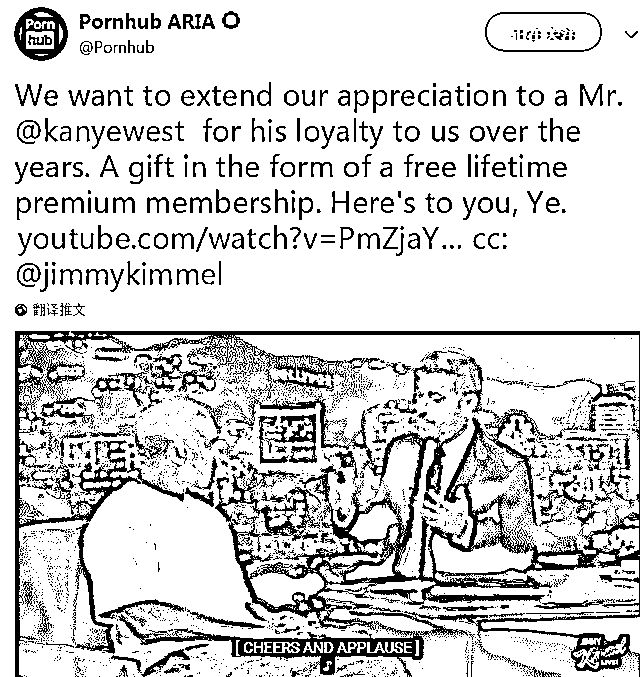 Porn
hub
Pornhub ARIA
@Pornhub
We want to extend our appreciation to a Mr.
@kanyewest for his loyalty to us over the
years. A gift in the form of a free lifetime
premium membership. Here's to you, Ye.
youtube.com/watch?v=PmZjaY... cc:
@jimmykimmel
翻译推文
[ CHEERS AND APPLAUSE ]
♪